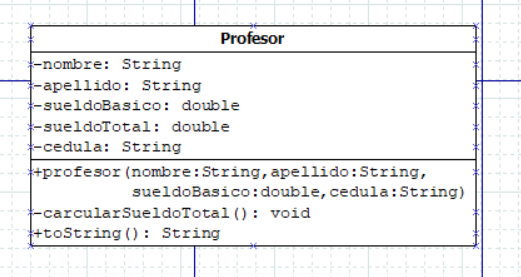 Profesor
-nombre: String
-apellido: String
-sueldoBasico: double
-sueldoTotal: double
-cedula: String
+profesor(nombre:String,apellido:String,
sueldoBasico:double,cedula:String)
-carcularSueldoTotal(): void
+toString(): String